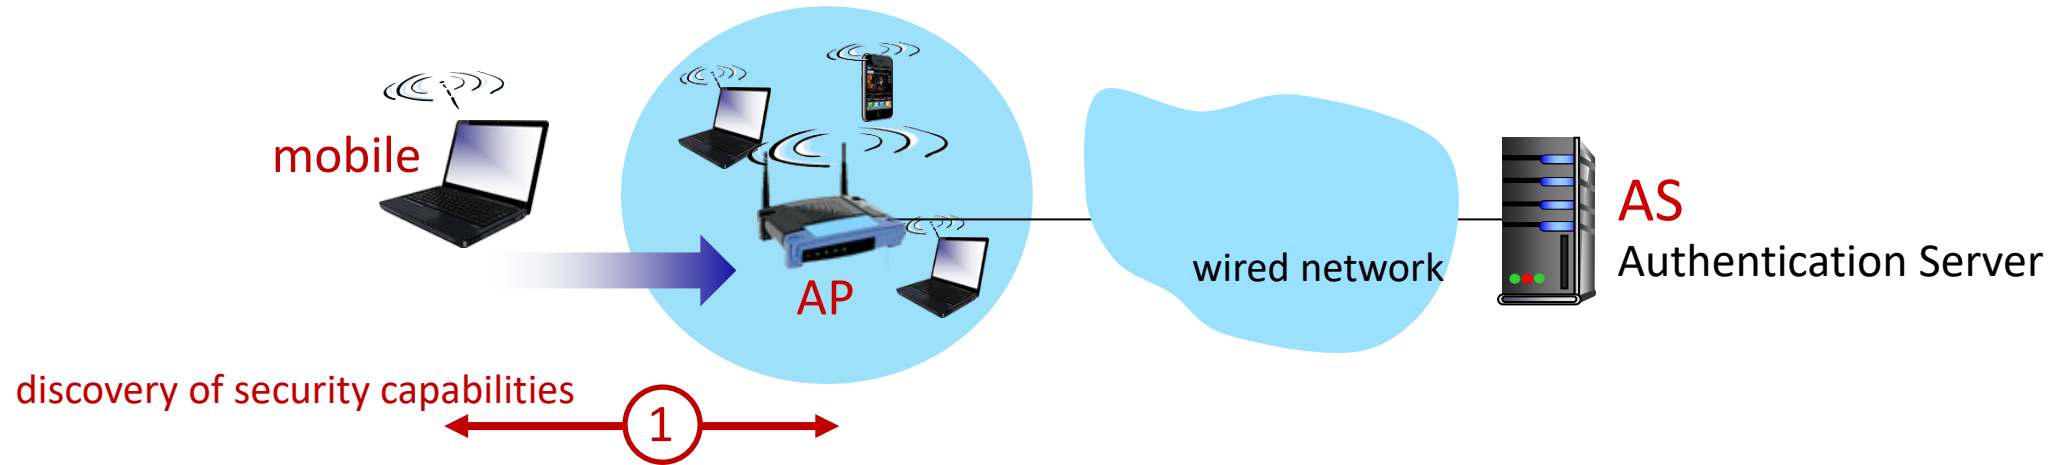 mobile
AP
wired network
AS
Authentication Server
discovery of security capabilities
1